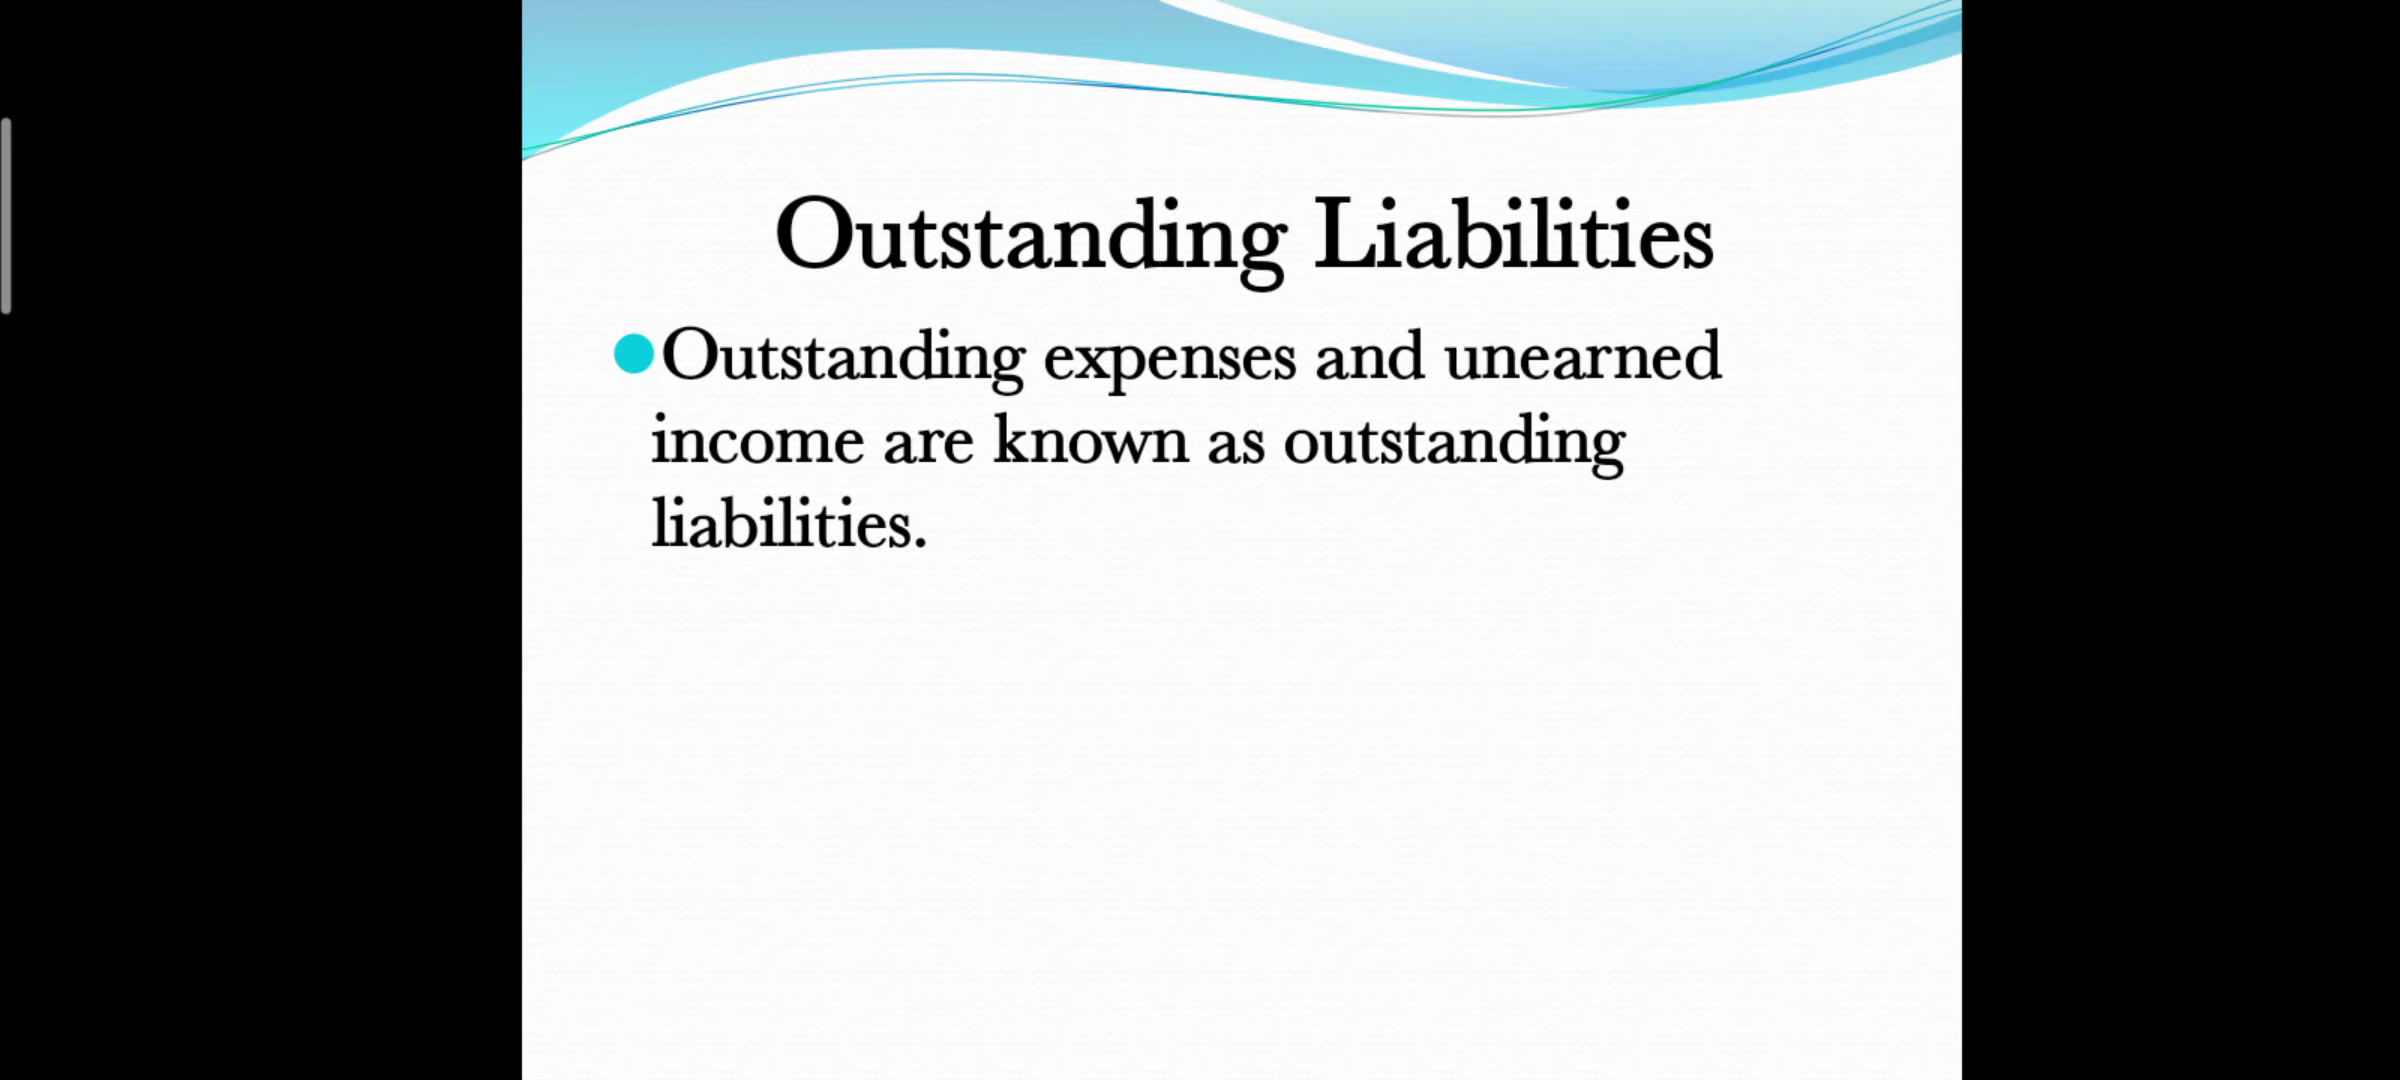 Outstanding Liabilities
Outstanding expenses and unearned
income are known as outstanding
liabilities.